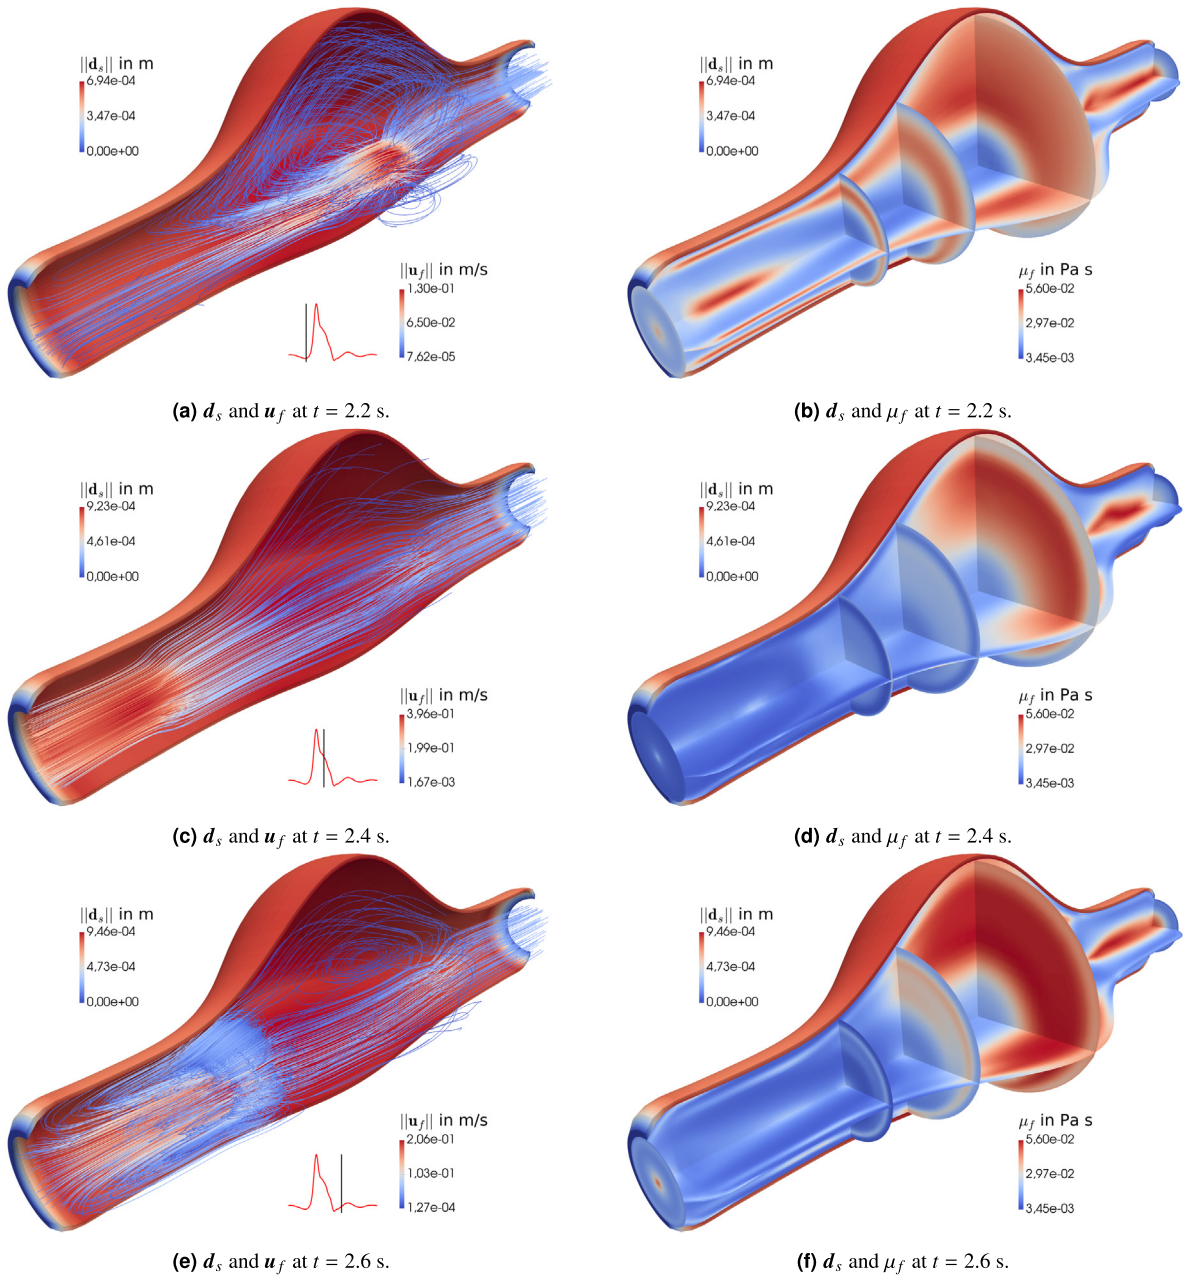 ||d_s|| in m
6,94e-04
3,47e-04
0,00e+00
||u_f|| in m/s
1,30e-01
6,50e-02
7,62e-05
(a) d_s and u_f at t = 2.2 s.
||d_s|| in m
6,94e-04
3,47e-04
0,00e+00
μ_f in Pa s
5,60e-02
2,97e-02
3,45e-03
(b) d_s and μ_f at t = 2.2 s.
||d_s|| in m
9,23e-04
4,61e-04
0,00e+00
||u_f|| in m/s
3,96e-01
1,99e-01
1,67e-03
(c) d_s and u_f at t = 2.4 s.
||d_s|| in m
9,23e-04
4,61e-04
0,00e+00
μ_f in Pa s
5,60e-02
2,97e-02
3,45e-03
(d) d_s and μ_f at t = 2.4 s.
||d_s|| in m
9,46e-04
4,73e-04
0,00e+00
||u_f|| in m/s
2,06e-01
1,03e-01
1,27e-04
(e) d_s and u_f at t = 2.6 s.
||d_s|| in m
9,46e-04
4,73e-04
0,00e+00
μ_f in Pa s
5,60e-02
2,97e-02
3,45e-03
(f) d_s and μ_f at t = 2.6 s.